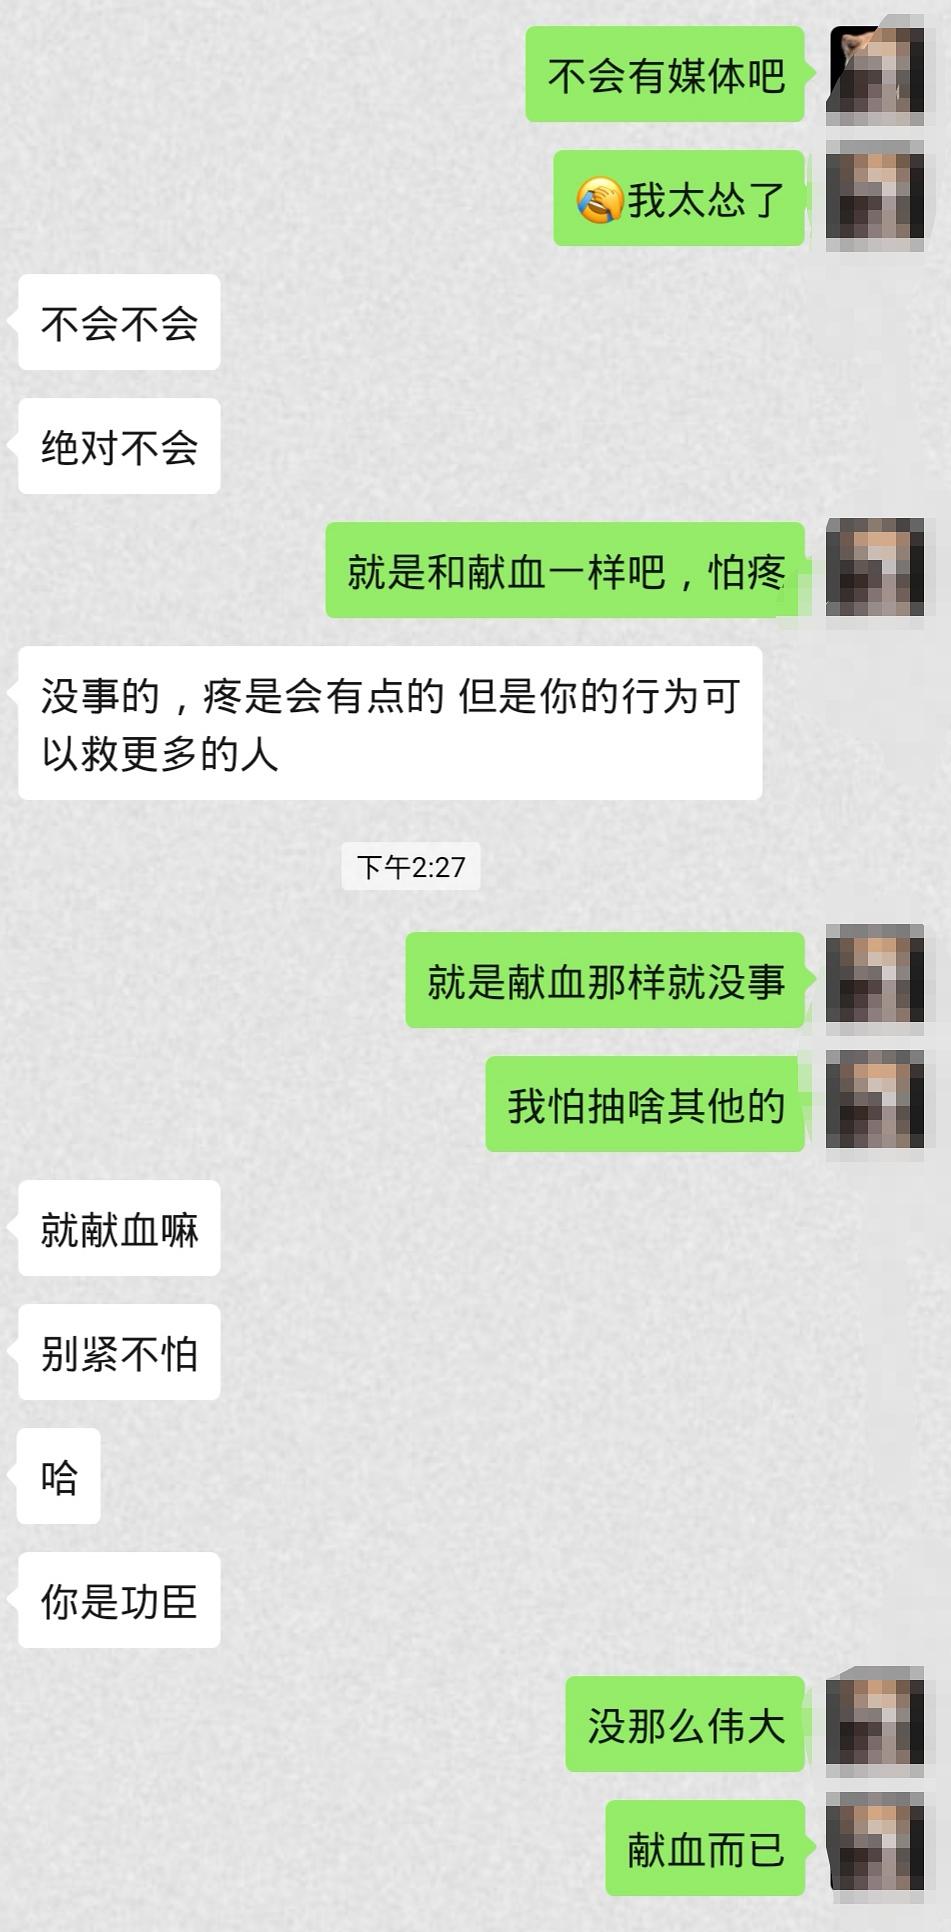 不会有媒体吧
🤣我太怂了
不会不会
绝对不会
就是和献血一样吧，怕疼
没事的，疼是会有点的 但是你的行为可
以救更多的人
下午2:27
就是献血那样就没事
我怕抽啥其他的
就献血嘛
别紧不怕
哈
你是功臣
没那么伟大
献血而已